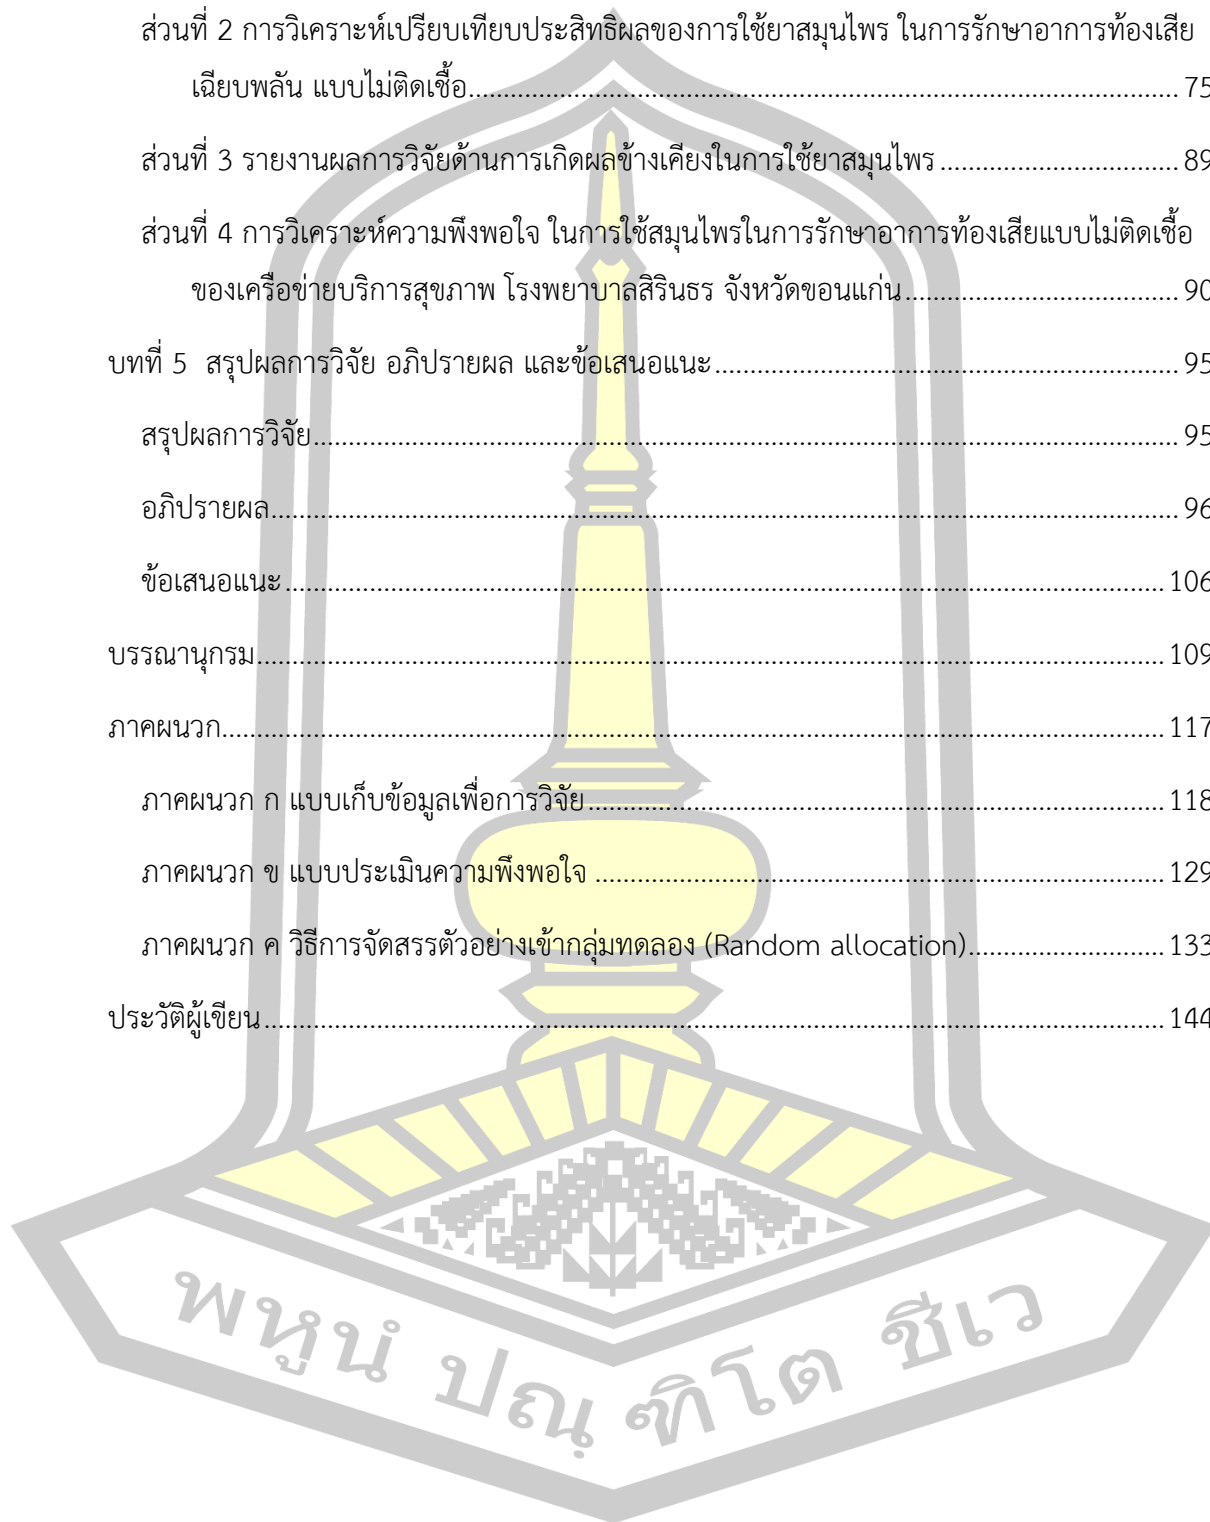 ส่วนที่ 2 การวิเคราะห์เปรียบเทียบประสิทธิผลของการใช้ยาสมุนไพร ในการรักษาอาการท้องเสีย
เฉียบพลัน แบบไม่ติดเชื้อ........................................................................................ 75
ส่วนที่ 3 รายงานผลการวิจัยด้านการเกิดผลข้างเคียงในการใช้ยาสมุนไพร .............................. 89
ส่วนที่ 4 การวิเคราะห์ความพึงพอใจ ในการใช้สมุนไพรในการรักษาอาการท้องเสียแบบไม่ติดเชื้อ
ของเครือข่ายบริการสุขภาพ โรงพยาบาลสิรินธร จังหวัดขอนแก่น.................................. 90
บทที่ 5 สรุปผลการวิจัย อภิปรายผล และข้อเสนอแนะ......................................................... 95
สรุปผลการวิจัย........................................................................................................... 95
อภิปรายผล................................................................................................................ 96
ข้อเสนอแนะ............................................................................................................. 106
บรรณานุกรม................................................................................................................ 109
ภาคผนวก.................................................................................................................... 117
ภาคผนวก ก แบบเก็บข้อมูลเพื่อการวิจัย....................................................................... 118
ภาคผนวก ข แบบประเมินความพึงพอใจ ...................................................................... 129
ภาคผนวก ค วิธีการจัดสรรตัวอย่างเข้ากลุ่มทดลอง (Random allocation)........................ 133
ประวัติผู้เขียน............................................................................................................... 144
พหูนํ ปณฺฑิโต ชีเว